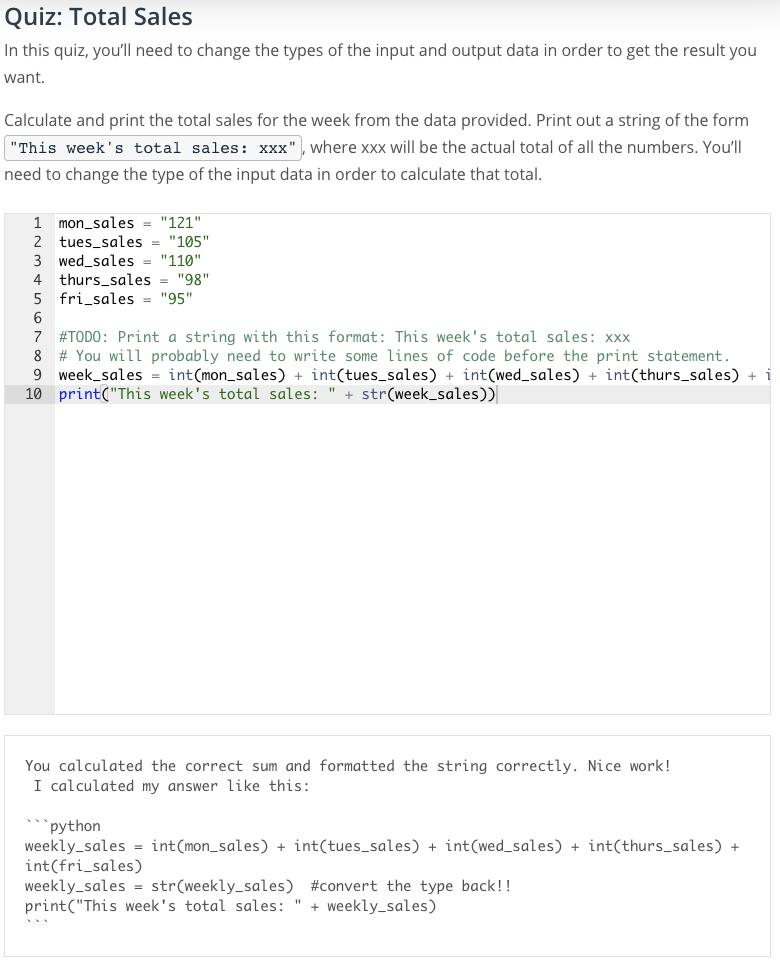 Quiz: Total Sales
In this quiz, you’ll need to change the types of the input and output data in order to get the result you
want.
Calculate and print the total sales for the week from the data provided. Print out a string of the form
"This week's total sales: xxx", where xxx will be the actual total of all the numbers. You’ll
need to change the type of the input data in order to calculate that total.
1 mon_sales = "121"
2 tues_sales = "105"
3 wed_sales = "110"
4 thurs_sales = "98"
5 fri_sales = "95"
6
7 #TODO: Print a string with this format: This week's total sales: xxx
8 # You will probably need to write some lines of code before the print statement.
9 week_sales = int(mon_sales) + int(tues_sales) + int(wed_sales) + int(thurs_sales) + i
10 print("This week's total sales: " + str(week_sales))
You calculated the correct sum and formatted the string correctly. Nice work!
I calculated my answer like this:
```python
weekly_sales = int(mon_sales) + int(tues_sales) + int(wed_sales) + int(thurs_sales) +
int(fri_sales)
weekly_sales = str(weekly_sales)  #convert the type back!!
print("This week's total sales: " + weekly_sales)
```